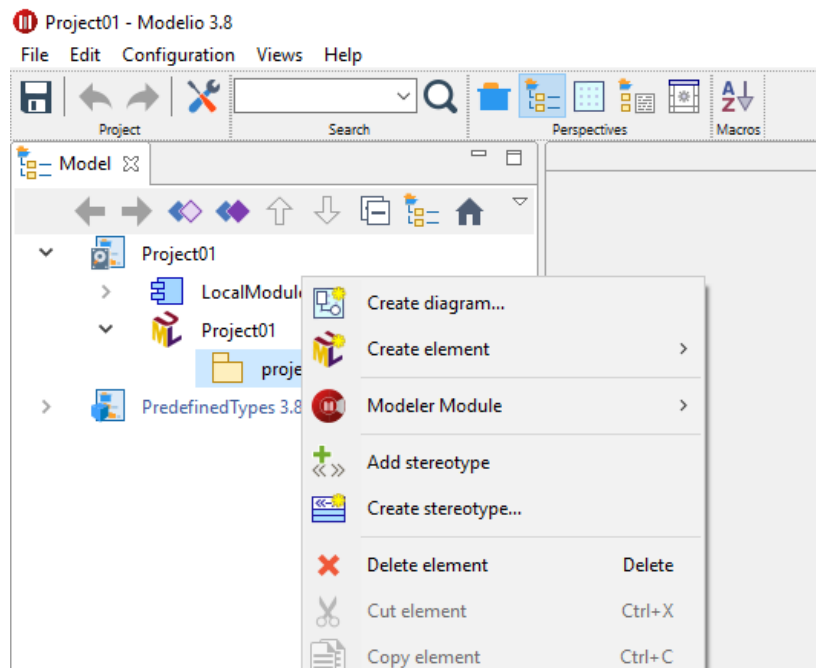 Project01 - Modelio 3.8
File Edit Configuration Views Help
Project Search Perspectives Macros
Model
Project01
LocalModule
Project01
proje
PredefinedTypes 3.8
Create diagram...
Create element
Modeler Module
Add stereotype
Create stereotype...
Delete element Delete
Cut element Ctrl+X
Copy element Ctrl+C